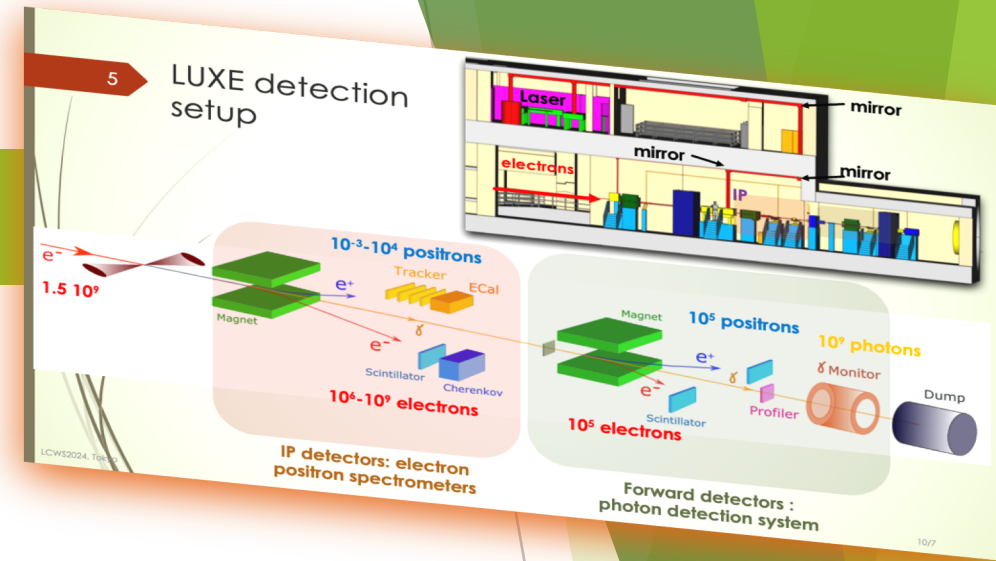 5
LUXE detection
setup
Laser
mirror
mirror
mirror
electrons
IP
e⁻
1.5 10⁹
10⁻³-10⁴ positrons
Tracker
ECal
e⁺
Magnet
ɣ
e⁻
Scintillator
Cherenkov
10⁶-10⁹ electrons
IP detectors: electron
positron spectrometers
Magnet
10⁵ positrons
10⁹ photons
e⁺
ɣ
ɣ Monitor
e⁻
Profiler
Scintillator
Dump
10⁵ electrons
Forward detectors :
photon detection system
LCWS2024, Tokyo
10/7